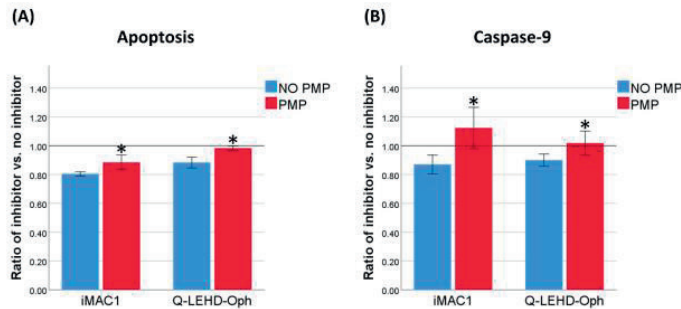 (A)
Apoptosis
Ratio of inhibitor vs. no inhibitor
1.40
1.20
1.00
0.80
0.60
0.40
0.20
0.00
* *
iMAC1 Q-LEHD-Oph
NO PMP
PMP
(B)
Caspase-9
Ratio of inhibitor vs. no inhibitor
1.40
1.20
1.00
0.80
0.60
0.40
0.20
0.00
* *
iMAC1 Q-LEHD-Oph
NO PMP
PMP